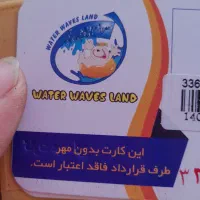 WATER WAVES LAND
WATER WAVES LAND
این کارت بدون مهر
طرف قرارداد فاقد اعتبار است.
336
140